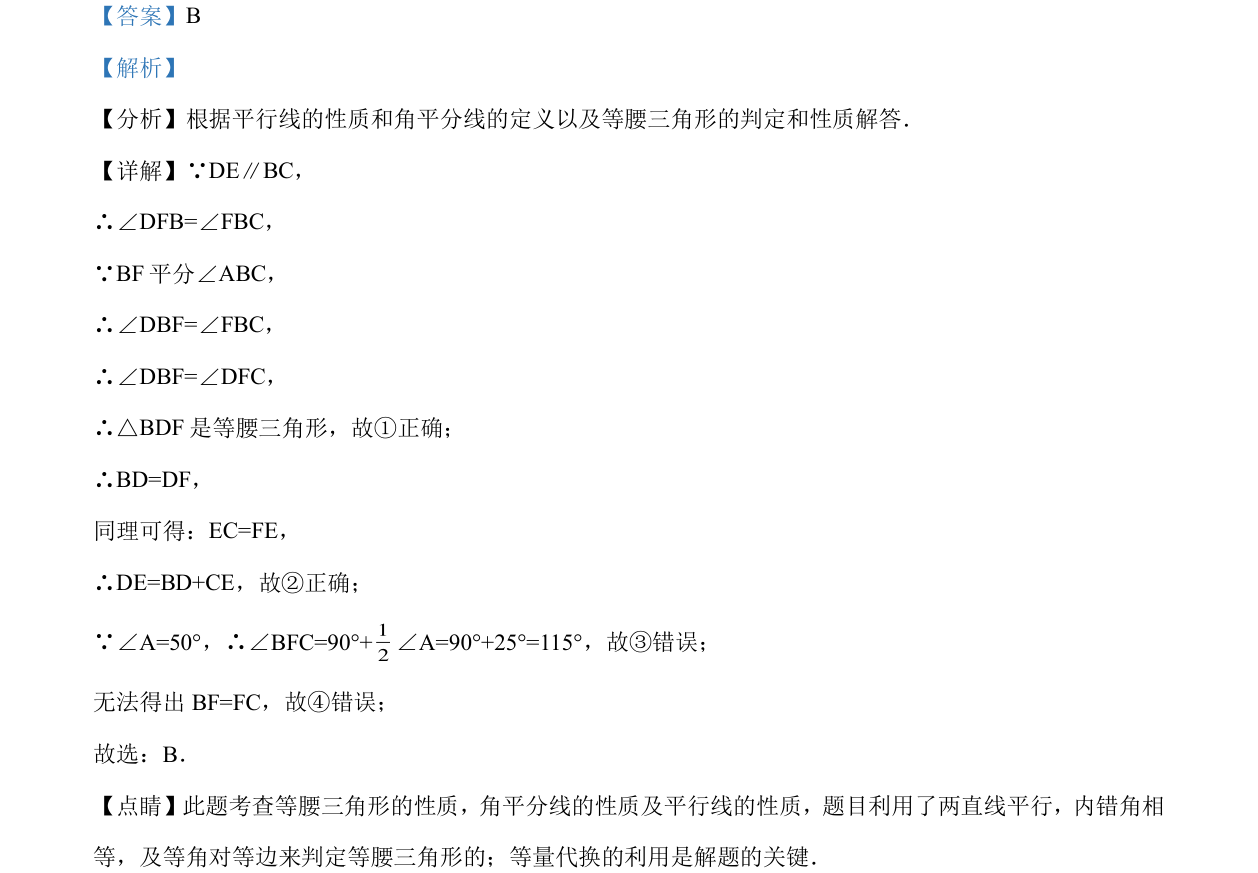 【答案】B
【解析】
【分析】根据平行线的性质和角平分线的定义以及等腰三角形的判定和性质解答.
【详解】∵DE∥BC,
∴∠DFB=∠FBC,
∵BF 平分∠ABC,
∴∠DBF=∠FBC,
∴∠DBF=∠DFC,
∴△BDF 是等腰三角形，故①正确；
∴BD=DF,
同理可得：EC=FE,
∴DE=BD+CE，故②正确；
∵∠A=50°，∴∠BFC=90°+\frac{1}{2}∠A=90°+25°=115°，故③错误；
无法得出 BF=FC，故④错误；
故选：B.
【点睛】此题考查等腰三角形的性质，角平分线的性质及平行线的性质，题目利用了两直线平行，内错角相
等，及等角对等边来判定等腰三角形的；等量代换的利用是解题的关键.